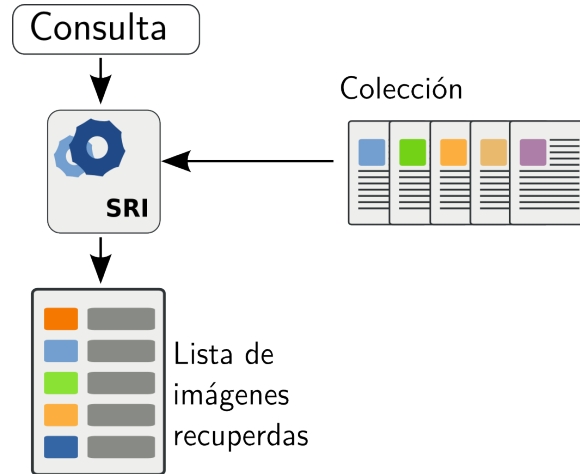 Consulta
Colección
SRI
Lista de
imágenes
recuperdas